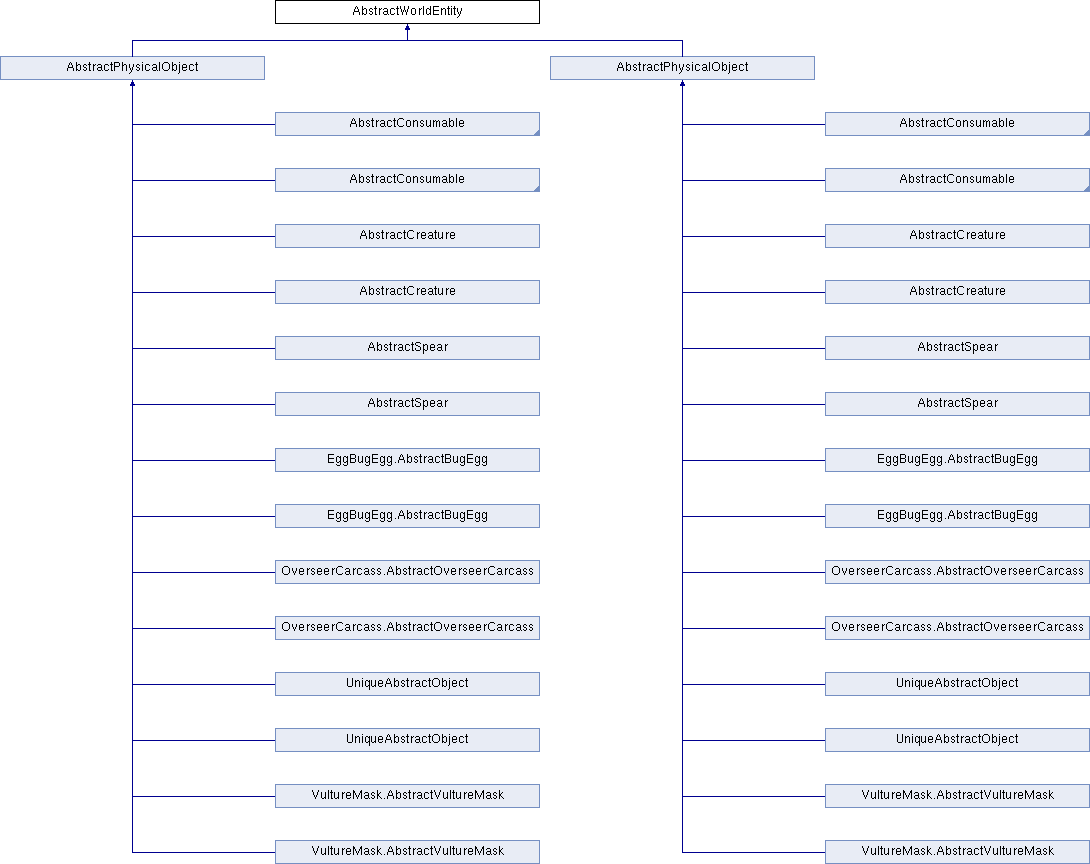 AbstractWorldEntity
AbstractPhysicalObject
AbstractPhysicalObject
AbstractConsumable
AbstractConsumable
AbstractConsumable
AbstractConsumable
AbstractCreature
AbstractCreature
AbstractCreature
AbstractCreature
AbstractSpear
AbstractSpear
AbstractSpear
AbstractSpear
EggBugEgg.AbstractBugEgg
EggBugEgg.AbstractBugEgg
EggBugEgg.AbstractBugEgg
EggBugEgg.AbstractBugEgg
OverseerCarcass.AbstractOverseerCarcass
OverseerCarcass.AbstractOverseerCarcass
OverseerCarcass.AbstractOverseerCarcass
OverseerCarcass.AbstractOverseerCarcass
UniqueAbstractObject
UniqueAbstractObject
UniqueAbstractObject
UniqueAbstractObject
VultureMask.AbstractVultureMask
VultureMask.AbstractVultureMask
VultureMask.AbstractVultureMask
VultureMask.AbstractVultureMask